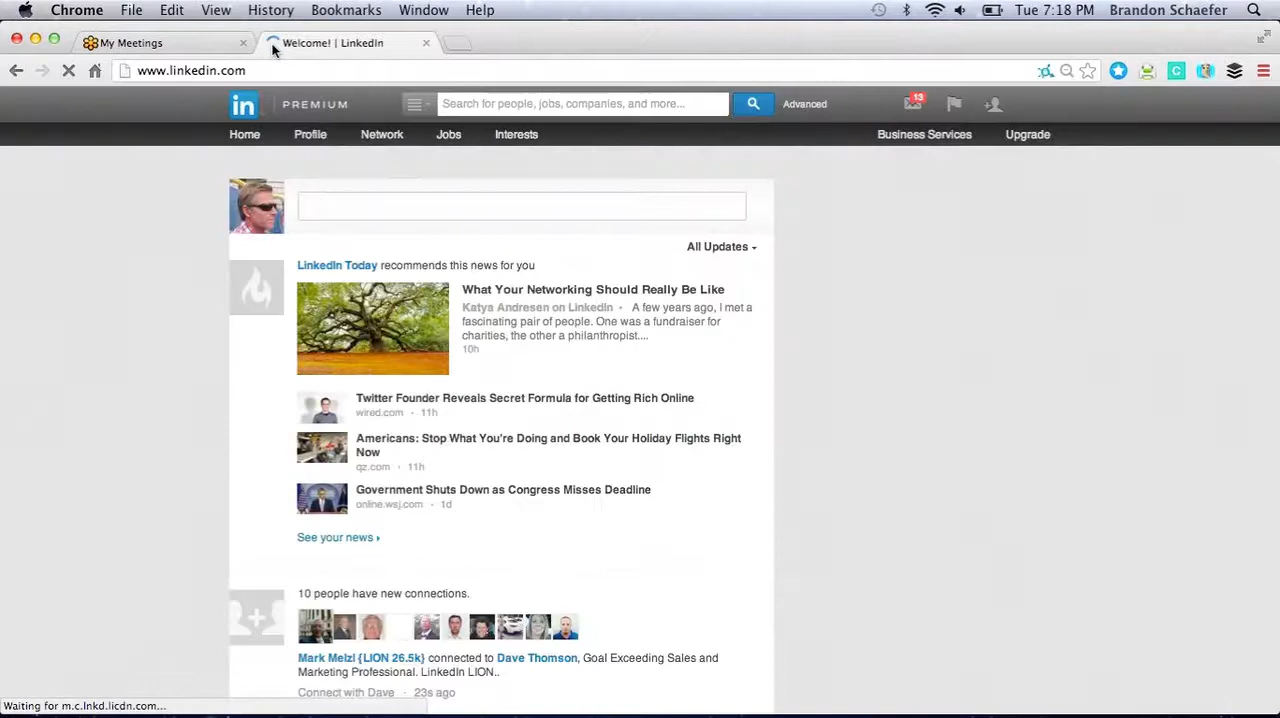 Chrome File Edit View History Bookmarks Window Help Tue 7:18 PM Brandon Schaefer
My Meetings Welcome! | LinkedIn
www.linkedin.com
in PREMIUM Search for people, jobs, companies, and more... Advanced 13
Home Profile Network Jobs Interests Business Services Upgrade
All Updates
LinkedIn Today recommends this news for you
What Your Networking Should Really Be Like
Katya Andresen on LinkedIn · A few years ago, I met a
fascinating pair of people. One was a fundraiser for
charities, the other a philanthropist....
10h
Twitter Founder Reveals Secret Formula for Getting Rich Online
wired.com · 11h
Americans: Stop What You're Doing and Book Your Holiday Flights Right
Now
qz.com · 11h
Government Shuts Down as Congress Misses Deadline
online.wsj.com · 1d
See your news
10 people have new connections.
Mark Melzl {LION 26.5k} connected to Dave Thomson, Goal Exceeding Sales and
Marketing Professional. LinkedIn LION..
Connect with Dave · 23s ago
Waiting for m.c.lnkd.licdn.com...